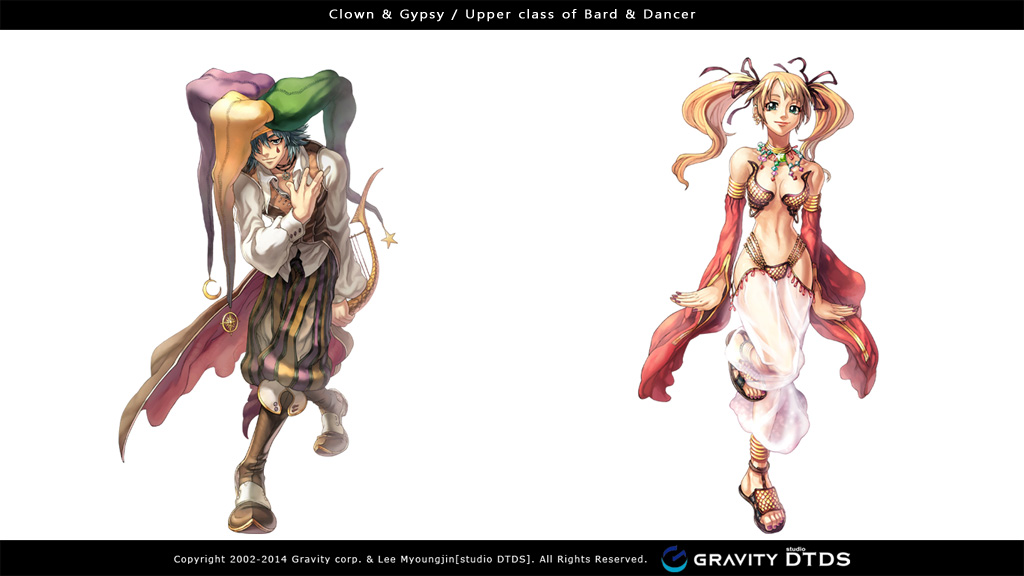 Clown & Gypsy / Upper class of Bard & Dancer
Copyright 2002-2014 Gravity corp. & Lee Myoungjin[studio DTDS]. All Rights Reserved.
GRAVITY studio DTDS